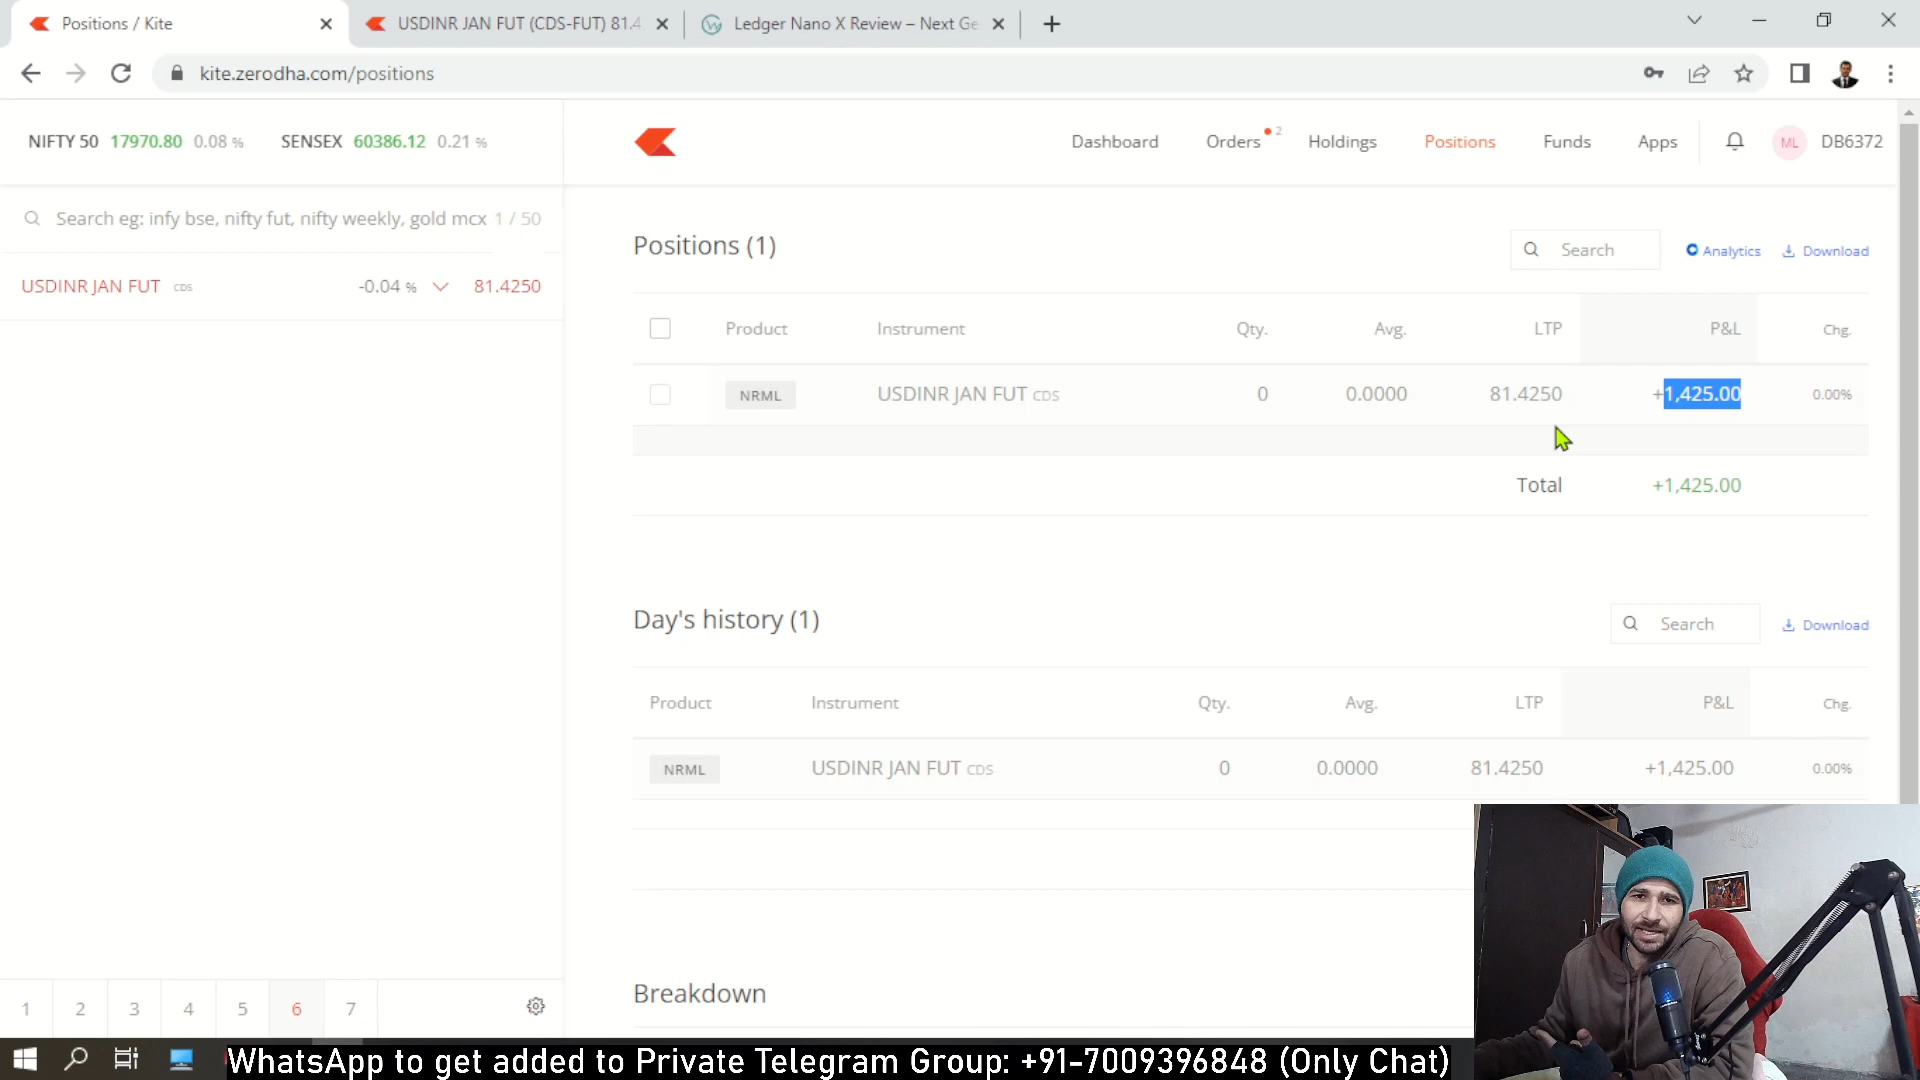 Positions / Kite
USDINR JAN FUT (CDS-FUT) 81.4
Ledger Nano X Review – Next Ge
kite.zerodha.com/positions
NIFTY 50 17970.80 0.08 % SENSEX 60386.12 0.21 %
Dashboard Orders 2 Holdings Positions Funds Apps ML DB6372
Search eg: infy bse, nifty fut, nifty weekly, gold mcx 1 / 50
USDINR JAN FUT CDS -0.04 % 81.4250
Positions (1)
Search Analytics Download
Product Instrument Qty. Avg. LTP P&L Chg.
NRML USDINR JAN FUT CDS 0 0.0000 81.4250 +1,425.00 0.00%
Total +1,425.00
Day's history (1)
Search Download
Product Instrument Qty. Avg. LTP P&L Chg.
NRML USDINR JAN FUT CDS 0 0.0000 81.4250 +1,425.00 0.00%
Breakdown
1 2 3 4 5 6 7
WhatsApp to get added to Private Telegram Group: +91-7009396848 (Only Chat)